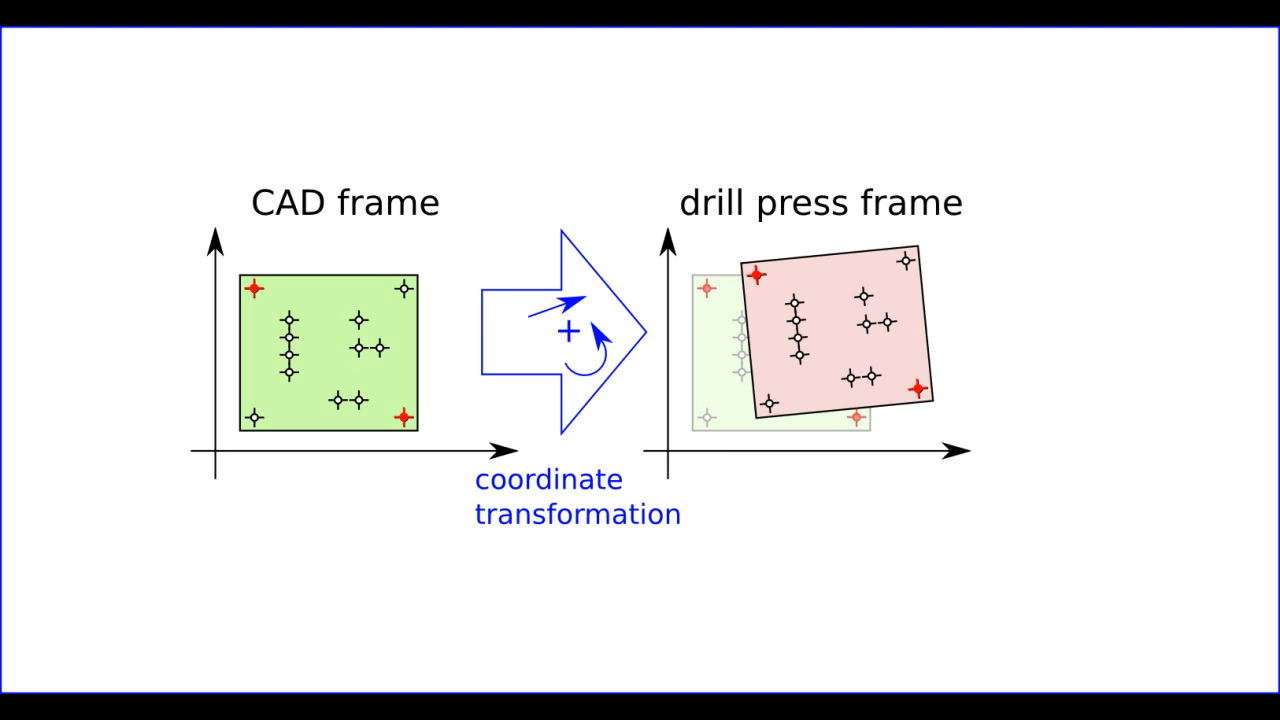 CAD frame
drill press frame
+
coordinate
transformation